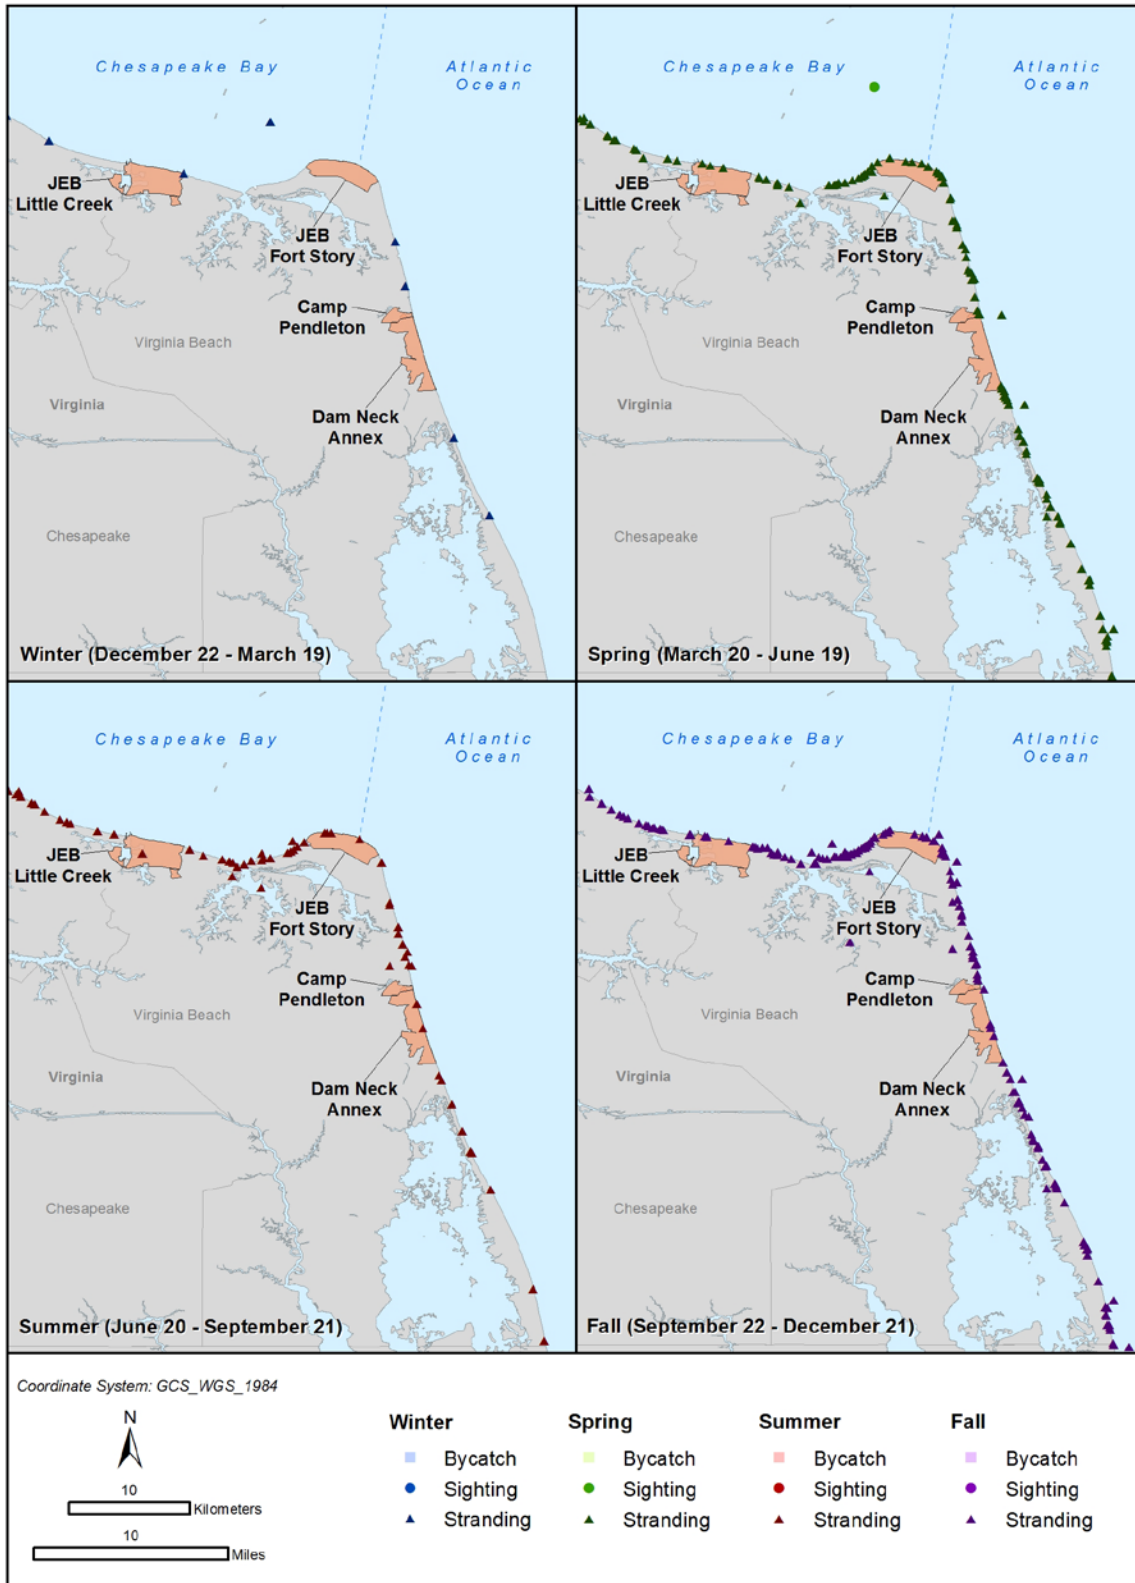 Chesapeake Bay
Atlantic
Ocean
JEB
Little Creek
JEB
Fort Story
Camp
Pendleton
Virginia Beach
Virginia
Dam Neck
Annex
Chesapeake
Winter (December 22 - March 19)
Chesapeake Bay
Atlantic
Ocean
JEB
Little Creek
JEB
Fort Story
Camp
Pendleton
Virginia Beach
Virginia
Dam Neck
Annex
Chesapeake
Spring (March 20 - June 19)
Chesapeake Bay
Atlantic
Ocean
JEB
Little Creek
JEB
Fort Story
Camp
Pendleton
Virginia Beach
Virginia
Dam Neck
Annex
Chesapeake
Summer (June 20 - September 21)
Chesapeake Bay
Atlantic
Ocean
JEB
Little Creek
JEB
Fort Story
Camp
Pendleton
Virginia Beach
Virginia
Dam Neck
Annex
Chesapeake
Fall (September 22 - December 21)
Coordinate System: GCS_WGS_1984
N
10
Kilometers
10
Miles
Winter
Bycatch
Sighting
Stranding
Spring
Bycatch
Sighting
Stranding
Summer
Bycatch
Sighting
Stranding
Fall
Bycatch
Sighting
Stranding